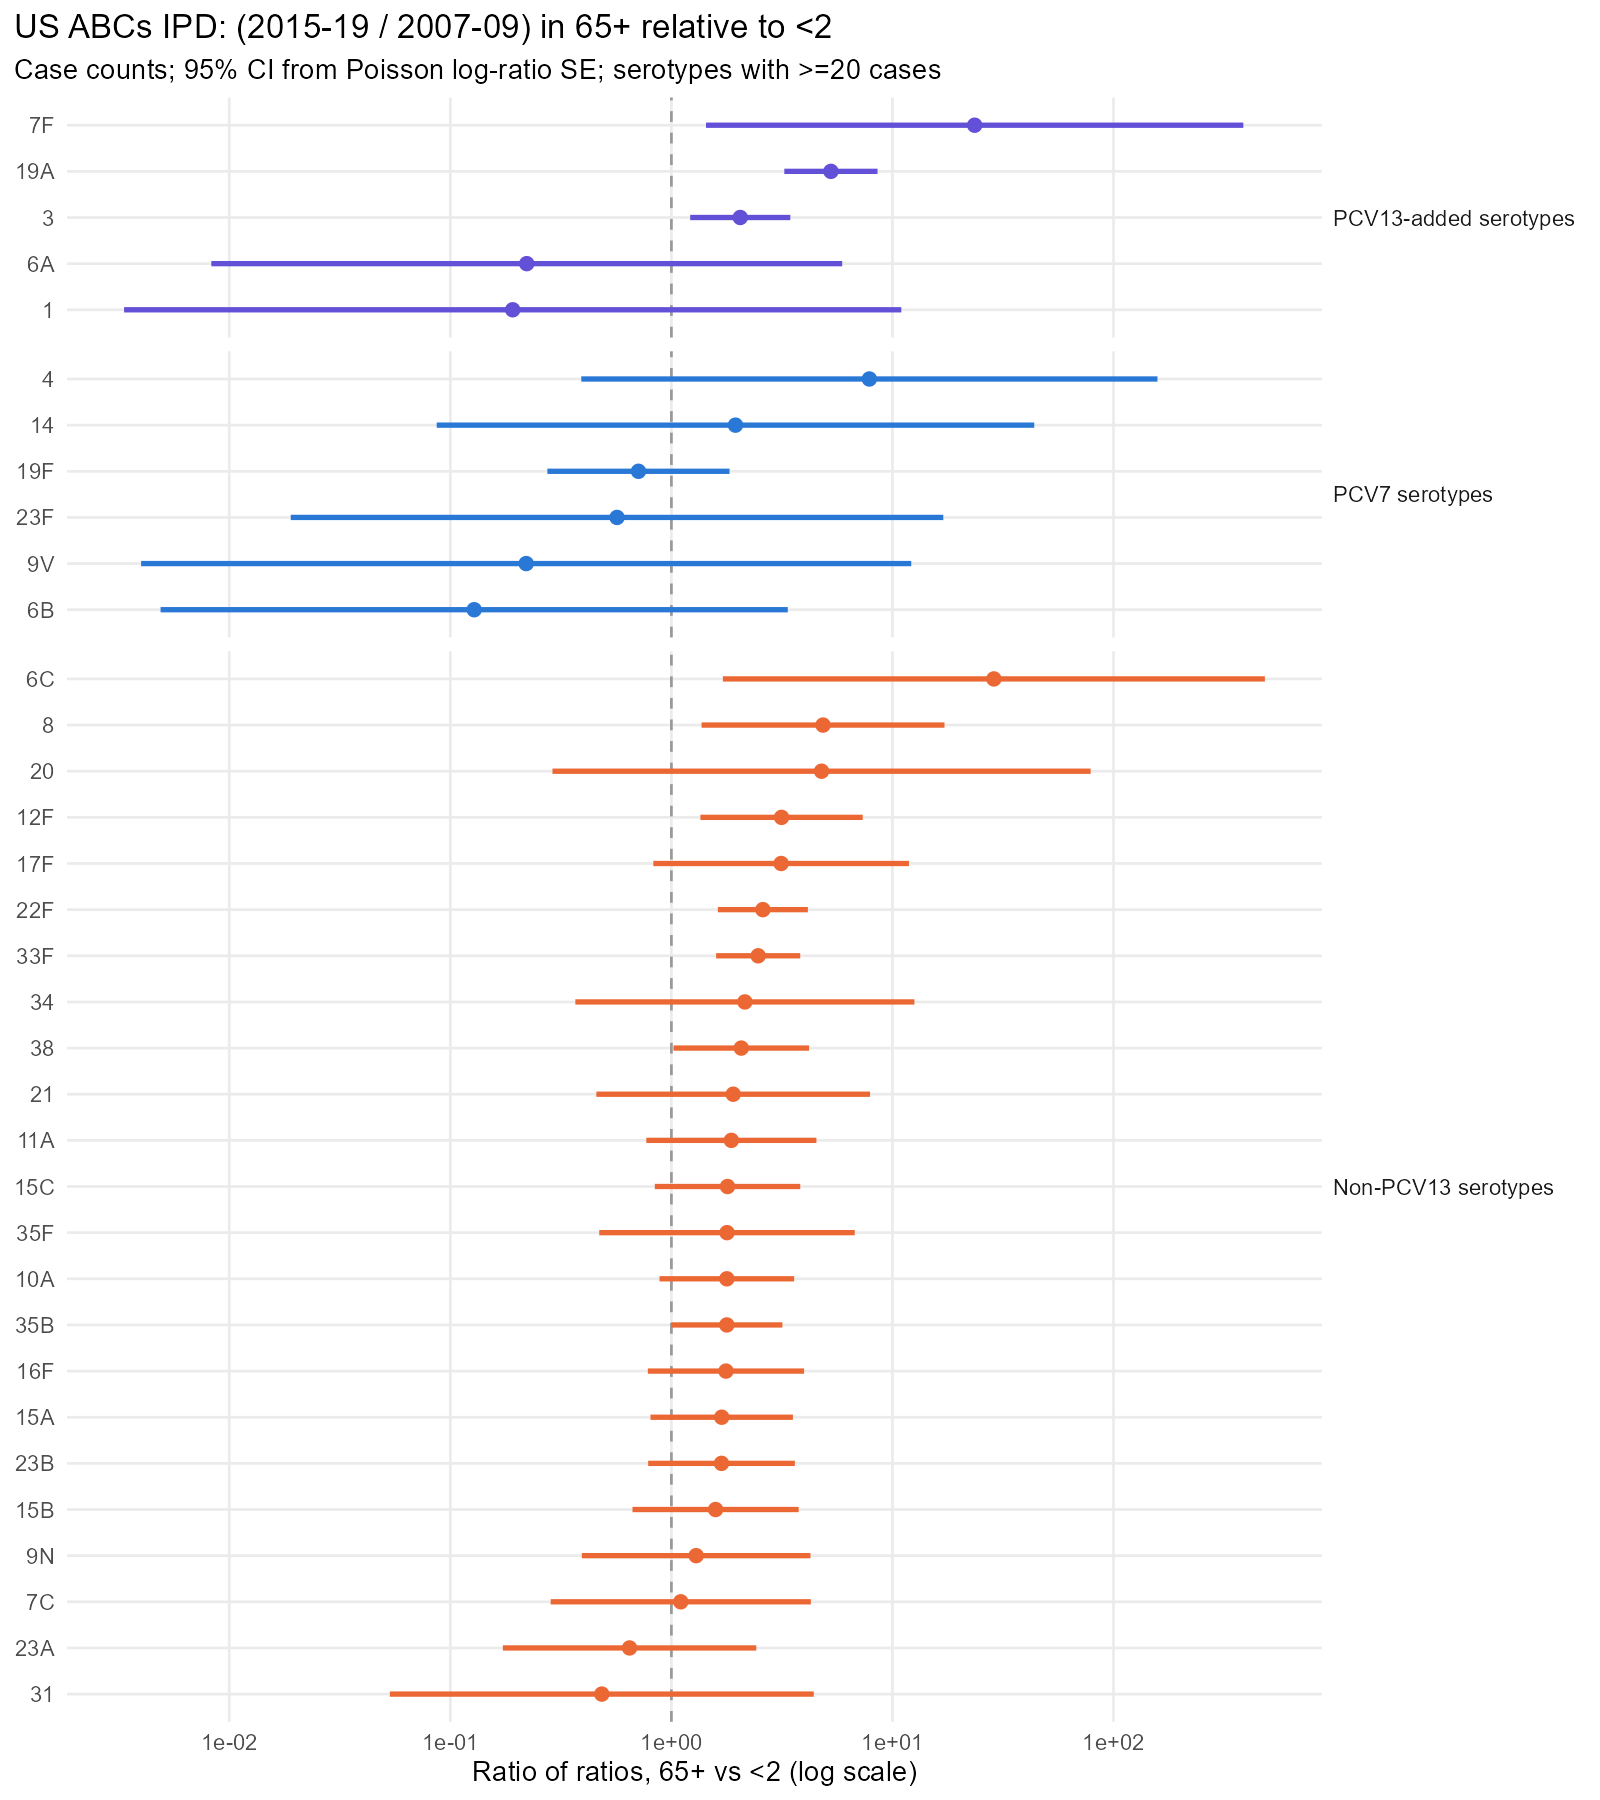 US ABCs IPD: (2015-19 / 2007-09) in 65+ relative to <2
Case counts; 95% CI from Poisson log-ratio SE; serotypes with >=20 cases
7F
19A
3
6A
1
PCV13-added serotypes
4
14
19F
23F
9V
6B
PCV7 serotypes
6C
8
20
12F
17F
22F
33F
34
38
21
11A
15C
35F
10A
35B
16F
15A
23B
15B
9N
7C
23A
31
Non-PCV13 serotypes
1e-02 1e-01 1e+00 1e+01 1e+02
Ratio of ratios, 65+ vs <2 (log scale)